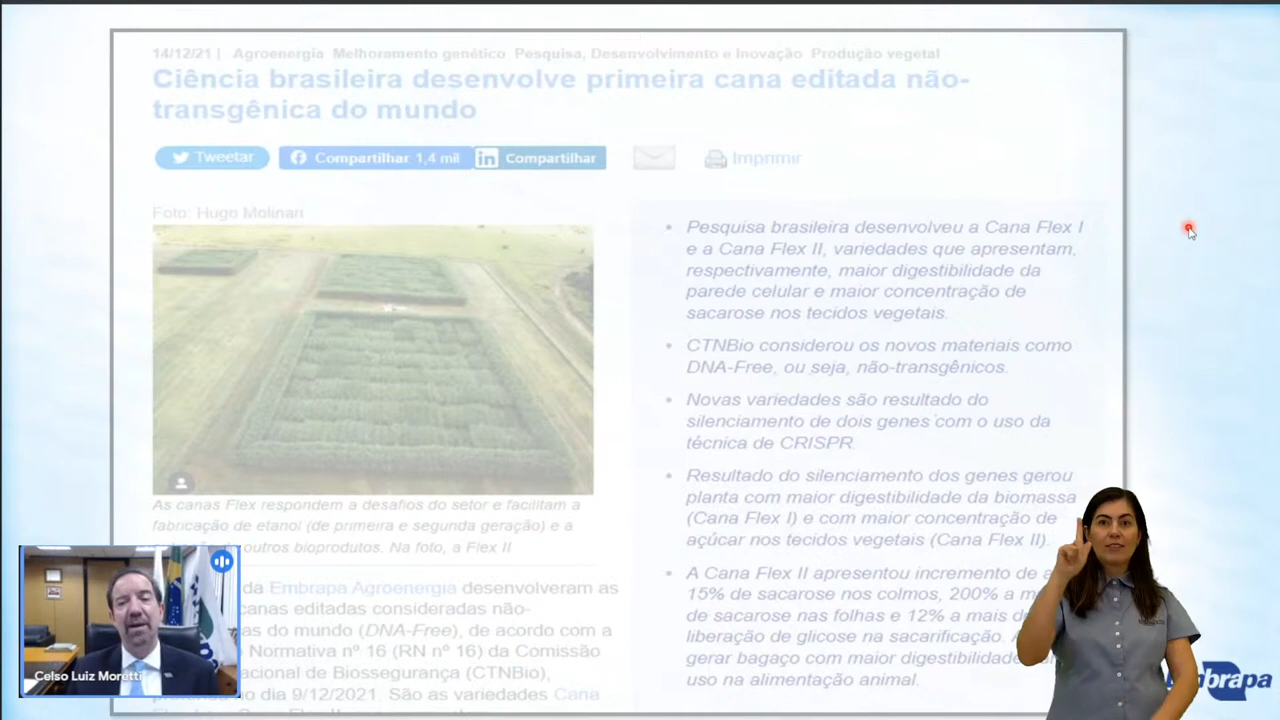 14/12/21 | Agroenergia Melhoramento genético Pesquisa, Desenvolvimento e Inovação Produção vegetal
Ciência brasileira desenvolve primeira cana editada não-
transgênica do mundo
Tweetar
Compartilhar 1,4 mil
Compartilhar
Imprimir
Foto: Hugo Molinari
As canas Flex respondem a desafios do setor e facilitam a
fabricação de etanol (de primeira e segunda geração) e a
outros bioprodutos. Na foto, a Flex II
da Embrapa Agroenergia desenvolveram as
canas editadas consideradas não-
as do mundo (DNA-Free), de acordo com a
Normativa nº 16 (RN nº 16) da Comissão
acional de Biossegurança (CTNBio),
no dia 9/12/2021. São as variedades Cana
• Pesquisa brasileira desenvolveu a Cana Flex I
e a Cana Flex II, variedades que apresentam,
respectivamente, maior digestibilidade da
parede celular e maior concentração de
sacarose nos tecidos vegetais.
• CTNBio considerou os novos materiais como
DNA-Free, ou seja, não-transgênicos.
• Novas variedades são resultado do
silenciamento de dois genes com o uso da
técnica de CRISPR.
• Resultado do silenciamento dos genes gerou
planta com maior digestibilidade da biomassa
(Cana Flex I) e com maior concentração de
açúcar nos tecidos vegetais (Cana Flex II).
• A Cana Flex II apresentou incremento de
15% de sacarose nos colmos, 200% a
de sacarose nas folhas e 12% a mais
liberação de glicose na sacarificação.
gerar bagaço com maior digestibilidade
uso na alimentação animal.
Celso Luiz Moretti
Embrapa